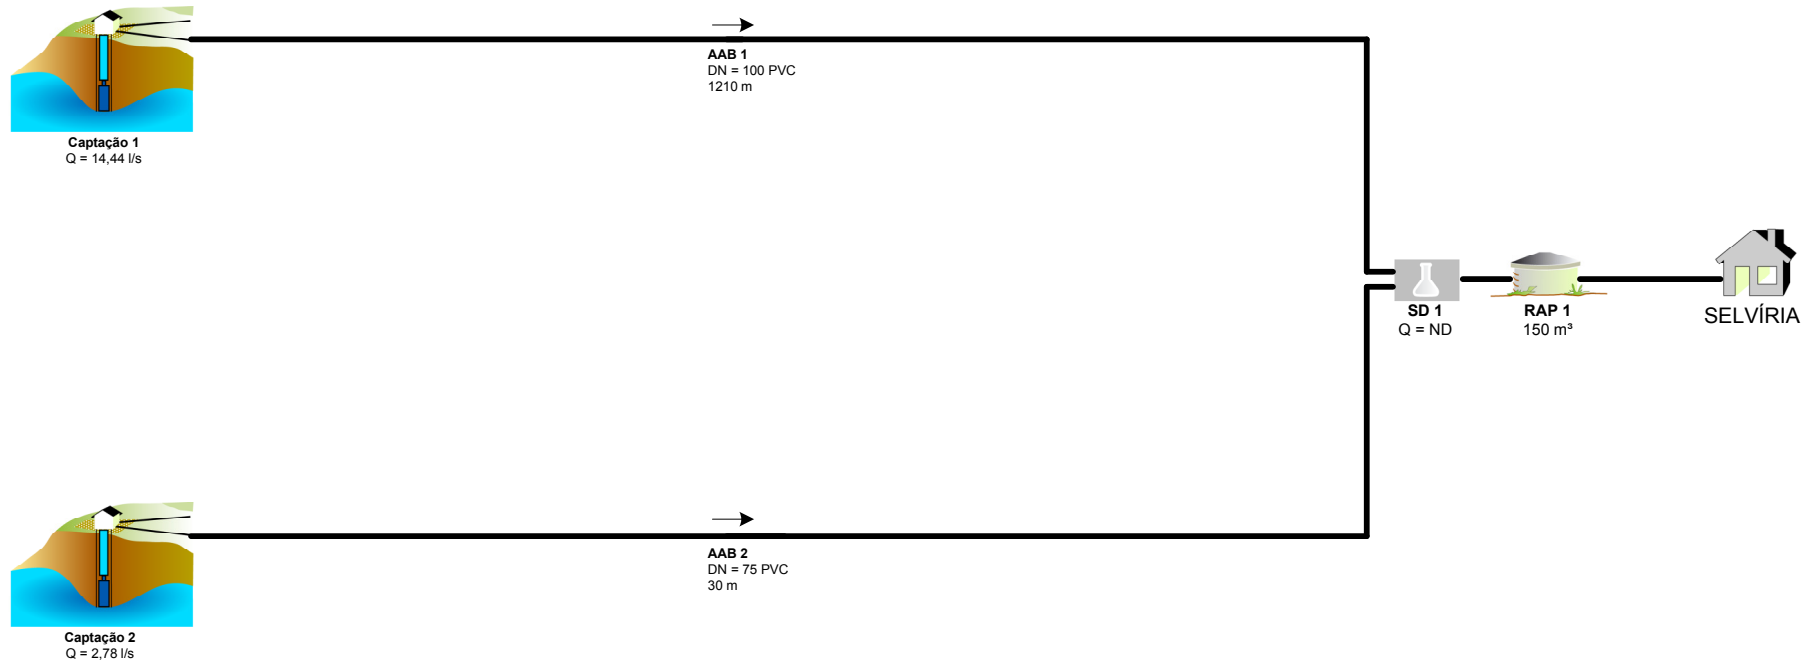 AAB 1
DN = 100 PVC
1210 m
Captação 1
Q = 14,44 l/s
SD 1
Q = ND
RAP 1
150 m³
SELVÍRIA
AAB 2
DN = 75 PVC
30 m
Captação 2
Q = 2,78 l/s